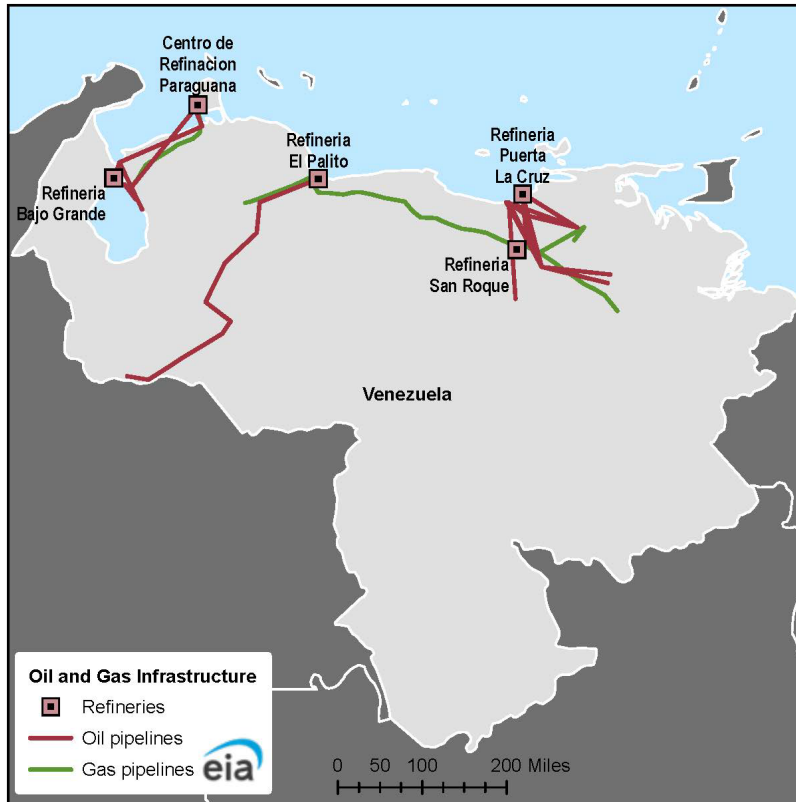 Centro de
Refinacion
Paraguana
Refineria
El Palito
Refineria
Puerta
La Cruz
Refineria
Bajo Grande
Refineria
San Roque
Venezuela
Oil and Gas Infrastructure
Refineries
Oil pipelines
Gas pipelines
eia
0 50 100 200 Miles